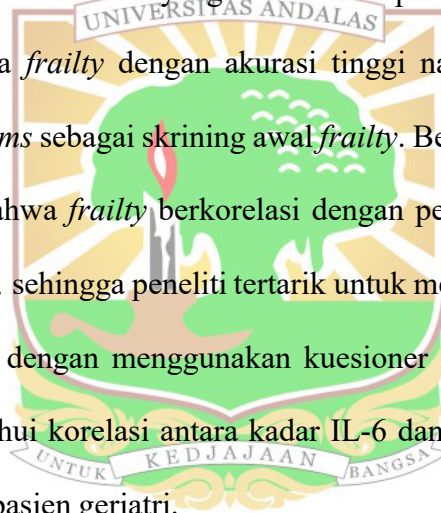 UNIVERSITAS ANDALAS
a frailty dengan akurasi tinggi na
ms sebagai skrining awal frailty. Be
ahwa frailty berkorelasi dengan pe
, sehingga peneliti tertarik untuk me
dengan menggunakan kuesioner
hui korelasi antara kadar IL-6 dan
UNTUK KEDJAJAAN BANGSA
pasien geriatri.